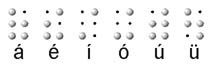 á é í ó ú ü